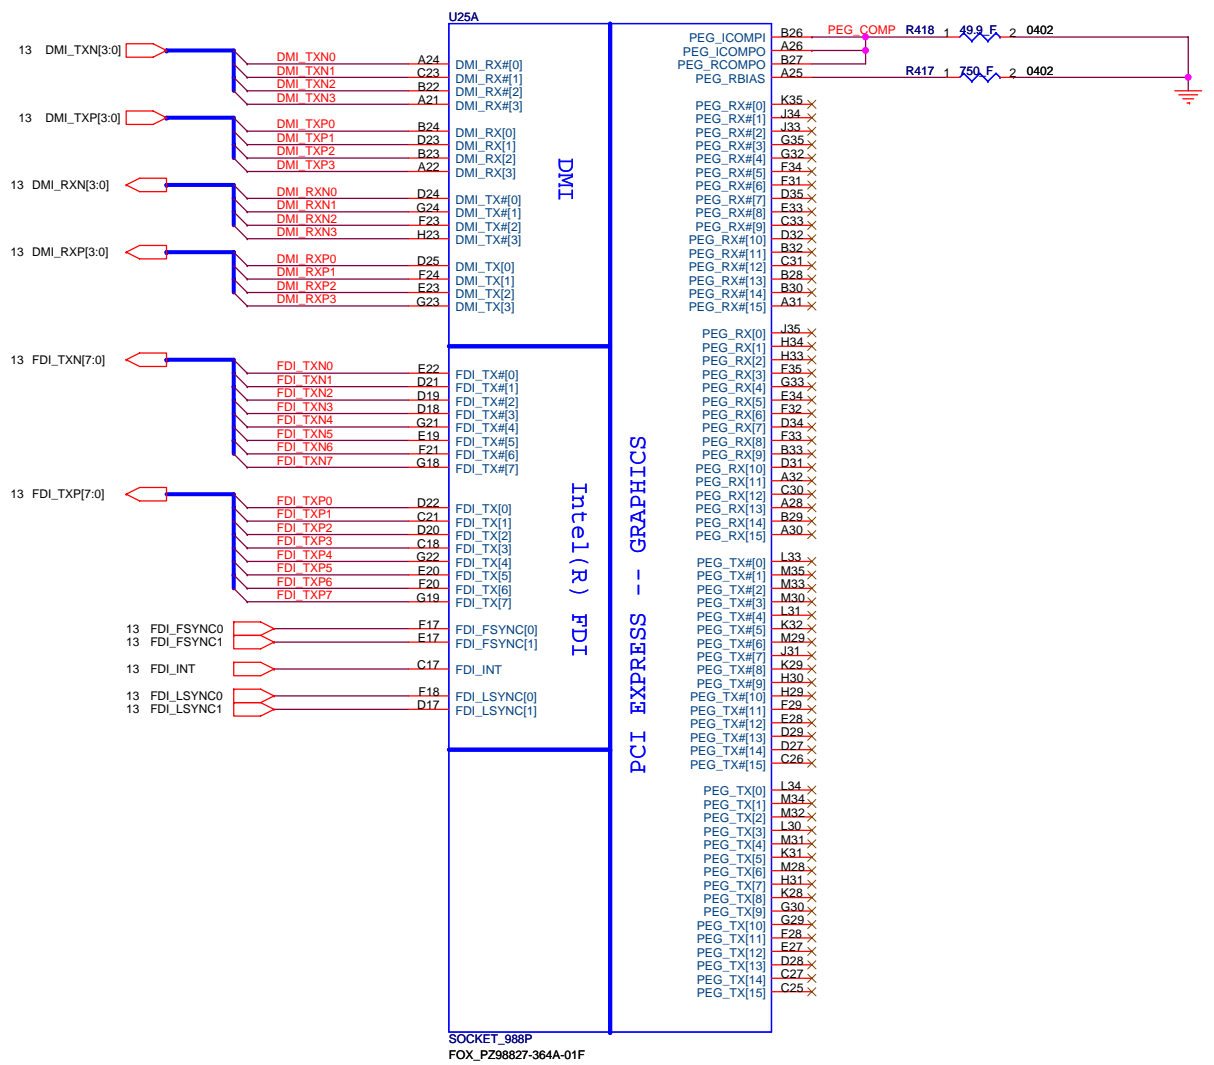 U25A
13 DMI_TXN[3:0]
DMI_TXN0 A24 DMI_RX#[0]
DMI_TXN1 C23 DMI_RX#[1]
DMI_TXN2 B22 DMI_RX#[2]
DMI_TXN3 A21 DMI_RX#[3]
13 DMI_TXP[3:0]
DMI_TXP0 B24 DMI_RX[0]
DMI_TXP1 D23 DMI_RX[1]
DMI_TXP2 B23 DMI_RX[2]
DMI_TXP3 A22 DMI_RX[3]
13 DMI_RXN[3:0]
DMI_RXN0 D24 DMI_TX#[0]
DMI_RXN1 G24 DMI_TX#[1]
DMI_RXN2 F23 DMI_TX#[2]
DMI_RXN3 H23 DMI_TX#[3]
13 DMI_RXP[3:0]
DMI_RXP0 D25 DMI_TX[0]
DMI_RXP1 F24 DMI_TX[1]
DMI_RXP2 E23 DMI_TX[2]
DMI_RXP3 G23 DMI_TX[3]
DMI
13 FDI_TXN[7:0]
FDI_TXN0 E22 FDI_TX#[0]
FDI_TXN1 D21 FDI_TX#[1]
FDI_TXN2 D19 FDI_TX#[2]
FDI_TXN3 D18 FDI_TX#[3]
FDI_TXN4 G21 FDI_TX#[4]
FDI_TXN5 E19 FDI_TX#[5]
FDI_TXN6 F21 FDI_TX#[6]
FDI_TXN7 G18 FDI_TX#[7]
13 FDI_TXP[7:0]
FDI_TXP0 D22 FDI_TX[0]
FDI_TXP1 C21 FDI_TX[1]
FDI_TXP2 D20 FDI_TX[2]
FDI_TXP3 C18 FDI_TX[3]
FDI_TXP4 G22 FDI_TX[4]
FDI_TXP5 E20 FDI_TX[5]
FDI_TXP6 F20 FDI_TX[6]
FDI_TXP7 G19 FDI_TX[7]
13 FDI_FSYNC0 F17 FDI_FSYNC[0]
13 FDI_FSYNC1 E17 FDI_FSYNC[1]
13 FDI_INT C17 FDI_INT
13 FDI_LSYNC0 F18 FDI_LSYNC[0]
13 FDI_LSYNC1 D17 FDI_LSYNC[1]
Intel(R) FDI
PCI EXPRESS -- GRAPHICS
PEG_ICOMPI B26 PEG_COMP R418 1 49.9_F 2 0402
PEG_ICOMPO A26
PEG_RCOMPO B27
PEG_RBIAS A25 R417 1 750_F 2 0402
PEG_RX#[0] K35
PEG_RX#[1] J34
PEG_RX#[2] J33
PEG_RX#[3] G35
PEG_RX#[4] G32
PEG_RX#[5] F34
PEG_RX#[6] F31
PEG_RX#[7] D35
PEG_RX#[8] E33
PEG_RX#[9] C33
PEG_RX#[10] D32
PEG_RX#[11] B32
PEG_RX#[12] C31
PEG_RX#[13] B28
PEG_RX#[14] B30
PEG_RX#[15] A31
PEG_RX[0] J35
PEG_RX[1] H34
PEG_RX[2] H33
PEG_RX[3] F35
PEG_RX[4] G33
PEG_RX[5] E34
PEG_RX[6] F32
PEG_RX[7] D34
PEG_RX[8] F33
PEG_RX[9] B33
PEG_RX[10] D31
PEG_RX[11] A32
PEG_RX[12] C30
PEG_RX[13] A28
PEG_RX[14] B29
PEG_RX[15] A30
PEG_TX#[0] L33
PEG_TX#[1] M35
PEG_TX#[2] M33
PEG_TX#[3] M30
PEG_TX#[4] L31
PEG_TX#[5] K32
PEG_TX#[6] M29
PEG_TX#[7] J31
PEG_TX#[8] K29
PEG_TX#[9] H30
PEG_TX#[10] H29
PEG_TX#[11] F29
PEG_TX#[12] E28
PEG_TX#[13] D29
PEG_TX#[14] D27
PEG_TX#[15] C26
PEG_TX[0] L34
PEG_TX[1] M34
PEG_TX[2] M32
PEG_TX[3] L30
PEG_TX[4] M31
PEG_TX[5] K31
PEG_TX[6] M28
PEG_TX[7] H31
PEG_TX[8] K28
PEG_TX[9] G30
PEG_TX[10] G29
PEG_TX[11] F28
PEG_TX[12] E27
PEG_TX[13] D28
PEG_TX[14] C27
PEG_TX[15] C25
SOCKET_988P
FOX_PZ98827-364A-01F